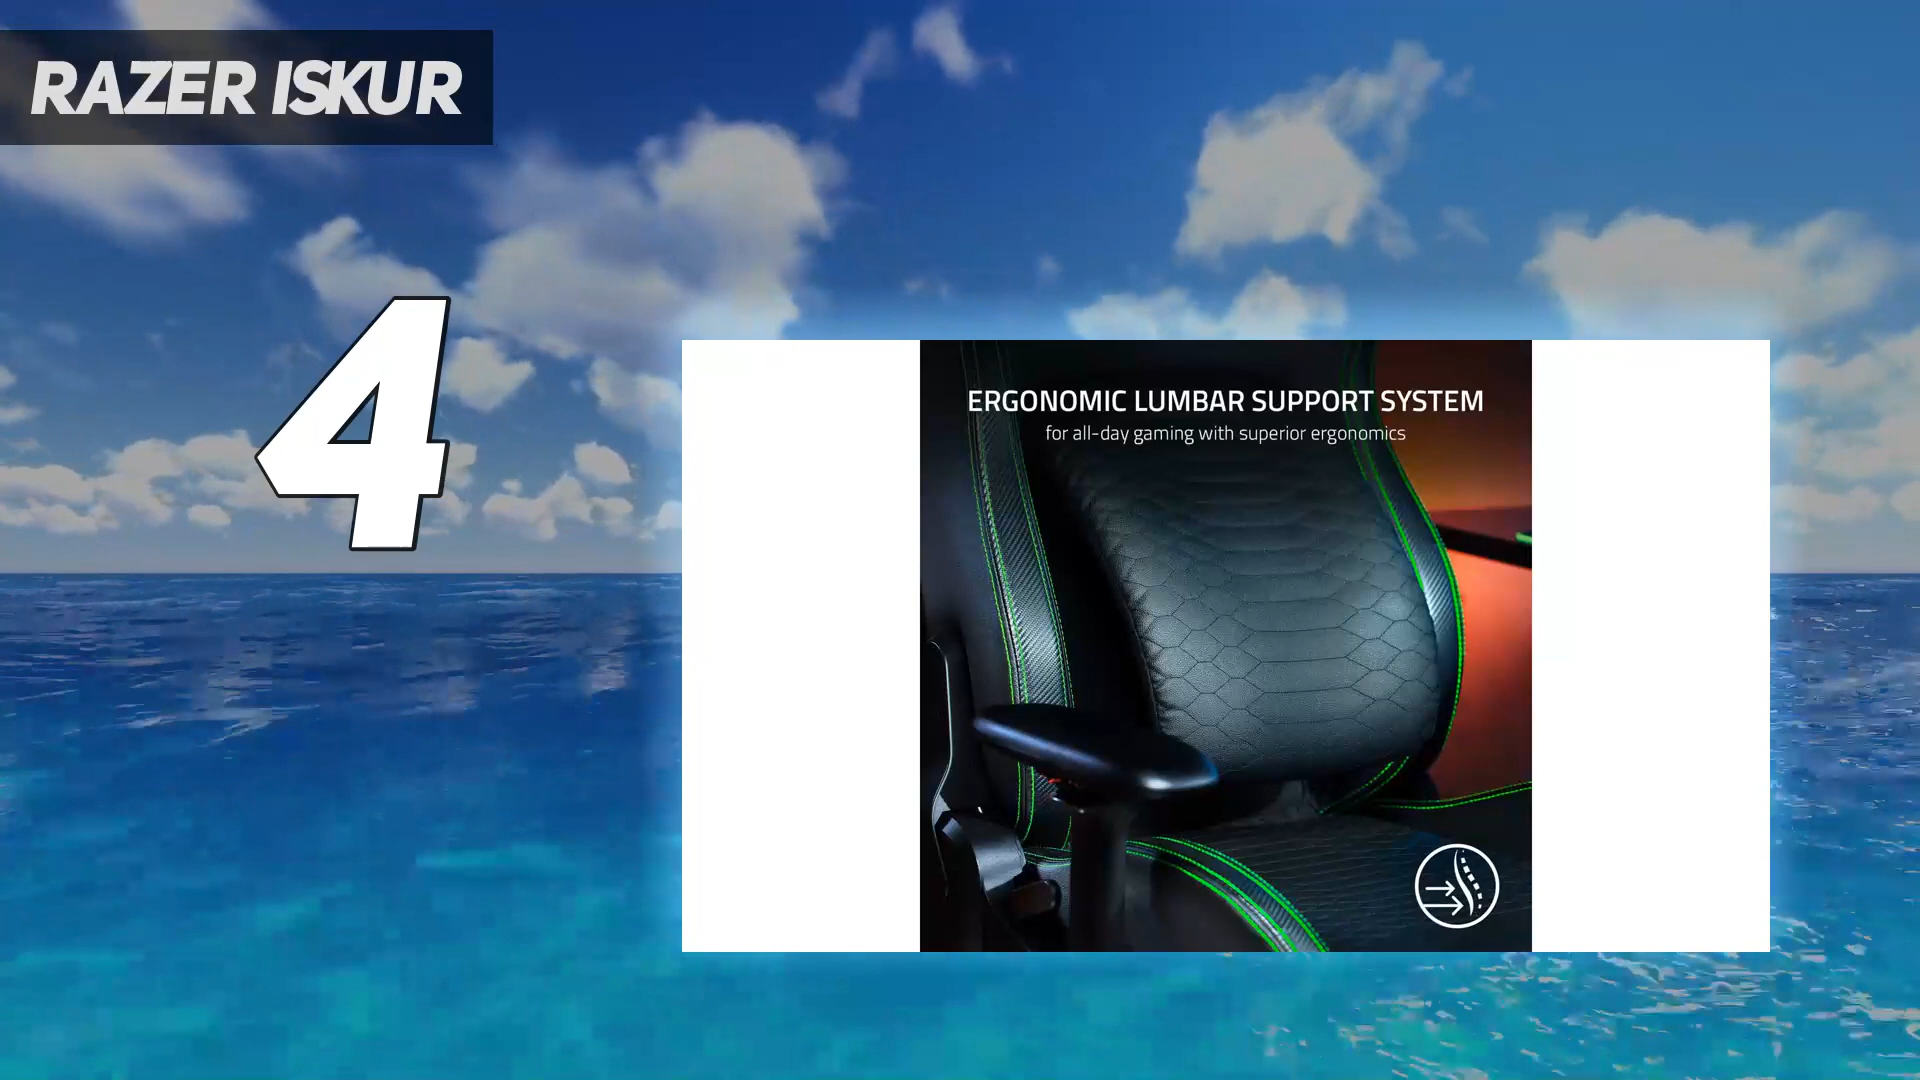 RAZER ISKUR
4
ERGONOMIC LUMBAR SUPPORT SYSTEM
for all-day gaming with superior ergonomics